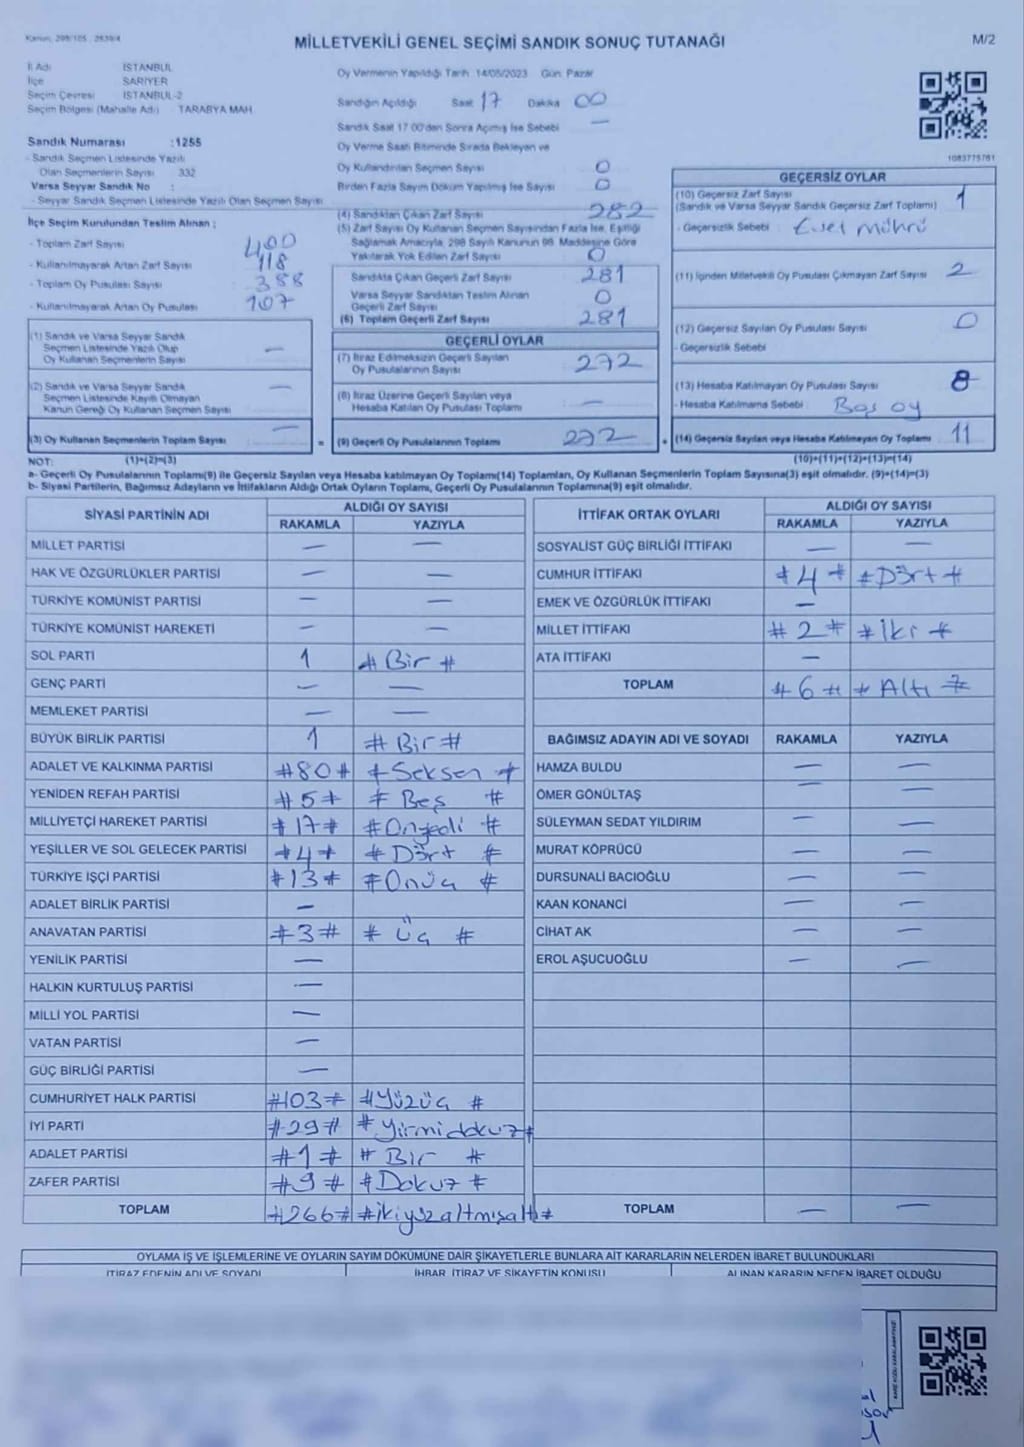 Kanun, 298/105 , 2839/4
MİLLETVEKİLİ GENEL SEÇİMİ SANDIK SONUÇ TUTANAĞI
M/2
İl Adı İSTANBUL
İlçe SARIYER
Seçim Çevresi İSTANBUL-2
Seçim Bölgesi (Mahalle Adı) TARABYA MAH.
Sandık Numarası :1255
- Sandık Seçmen Listesinde Yazılı
Olan Seçmenlerin Sayısı 332
Varsa Seyyar Sandık No :
- Seyyar Sandık Seçmen Listesinde Yazılı Olan Seçmen Sayısı
Oy Vermenin Yapıldığı Tarih 14/05/2023 Gün: Pazar
Sandığın Açıldığı Saat 17 Dakika 00
Sandık Saat 17 00'den Sonra Açılmış İse Sebebi —
Oy Verme Saati Bitiminde Sırada Bekleyen ve
Oy Kullandırılan Seçmen Sayısı 0
Birden Fazla Sayım Döküm Yapılmış İse Sayısı 0
1083775761
İlçe Seçim Kurulundan Teslim Alınan ;
- Toplam Zarf Sayısı 400
- Kullanılmayarak Artan Zarf Sayısı 118
- Toplam Oy Pusulası Sayısı 388
- Kullanılmayarak Artan Oy Pusulası 107
(1) Sandık ve Varsa Seyyar Sandık
Seçmen Listesinde Yazılı Olup
Oy Kullanan Seçmenlerin Sayısı —
(2) Sandık ve Varsa Seyyar Sandık
Seçmen Listesinde Kayıtlı Olmayan
Kanun Gereği Oy Kullanan Seçmen Sayısı —
(3) Oy Kullanan Seçmenlerin Toplam Sayısı —
(4) Sandıktan Çıkan Zarf Sayısı 282
(5) Zarf Sayısı Oy Kullanan Seçmen Sayısından Fazla İse, Eşitliği
Sağlamak Amacıyla, 298 Sayılı Kanunun 98. Maddesine Göre
Yakılarak Yok Edilen Zarf Sayısı 0
Sandıkta Çıkan Geçerli Zarf Sayısı 281
Varsa Seyyar Sandıktan Teslim Alınan
Geçerli Zarf Sayısı 0
(6) Toplam Geçerli Zarf Sayısı 281
GEÇERLİ OYLAR
(7) İtiraz Edilmeksizin Geçerli Sayılan
Oy Pusulalarının Sayısı 272
(8) İtiraz Üzerine Geçerli Sayılan veya
Hesaba Katılan Oy Pusulası Toplamı —
= (9) Geçerli Oy Pusulalarının Toplamı 272
GEÇERSİZ OYLAR
(10) Geçersiz Zarf Sayısı
(Sandık ve Varsa Seyyar Sandık Geçersiz Zarf Toplamı) 1
- Geçersizlik Sebebi : Evet mührü
(11) İçinden Milletvekili Oy Pusulası Çıkmayan Zarf Sayısı 2
(12) Geçersiz Sayılan Oy Pusulası Sayısı 0
- Geçersizlik Sebebi
(13) Hesaba Katılmayan Oy Pusulası Sayısı 8
- Hesaba Katılmama Sebebi : Boş oy
+ (14) Geçersiz Sayılan veya Hesaba Katılmayan Oy Toplamı 11
NOT: (1)+(2)=(3) (10)+(11)+(12)+(13)=(14)
a- Geçerli Oy Pusulalarının Toplamı(9) ile Geçersiz Sayılan veya Hesaba katılmayan Oy Toplamı(14) Toplamları, Oy Kullanan Seçmenlerin Toplam Sayısına(3) eşit olmalıdır. (9)+(14)=(3)
b- Siyasi Partilerin, Bağımsız Adayların ve İttifakların Aldığı Ortak Oyların Toplamı, Geçerli Oy Pusulalarının Toplamına(9) eşit olmalıdır.
SİYASİ PARTİNİN ADI ALDIĞI OY SAYISI
RAKAMLA YAZIYLA
MİLLET PARTİSİ — —
HAK VE ÖZGÜRLÜKLER PARTİSİ — —
TÜRKİYE KOMÜNİST PARTİSİ — —
TÜRKİYE KOMÜNİST HAREKETİ — —
SOL PARTİ 1 # Bir #
GENÇ PARTİ — —
MEMLEKET PARTİSİ — —
BÜYÜK BİRLİK PARTİSİ 1 # Bir #
ADALET VE KALKINMA PARTİSİ #80# # Seksen #
YENİDEN REFAH PARTİSİ #5# # Beş #
MİLLİYETÇİ HAREKET PARTİSİ #17# #Onyedi #
YEŞİLLER VE SOL GELECEK PARTİSİ #4# # Dört #
TÜRKİYE İŞÇİ PARTİSİ #13# #Onüç #
ADALET BİRLİK PARTİSİ —
ANAVATAN PARTİSİ #3# # Üç #
YENİLİK PARTİSİ —
HALKIN KURTULUŞ PARTİSİ —
MİLLİ YOL PARTİSİ —
VATAN PARTİSİ —
GÜÇ BİRLİĞİ PARTİSİ —
CUMHURİYET HALK PARTİSİ #103# #Yüzüç #
İYİ PARTİ #29# # Yirmidokuz#
ADALET PARTİSİ #1# # Bir #
ZAFER PARTİSİ #9# #Dokuz #
TOPLAM #266# #ikiyüzaltmışaltı#
İTTİFAK ORTAK OYLARI ALDIĞI OY SAYISI
RAKAMLA YAZIYLA
SOSYALİST GÜÇ BİRLİĞİ İTTİFAKI — —
CUMHUR İTTİFAKI #4# #Dört#
EMEK VE ÖZGÜRLÜK İTTİFAKI —
MİLLET İTTİFAKI #2# #İki #
ATA İTTİFAKI —
TOPLAM #6# # Altı #
BAĞIMSIZ ADAYIN ADI VE SOYADI RAKAMLA YAZIYLA
HAMZA BULDU — —
ÖMER GÖNÜLTAŞ — —
SÜLEYMAN SEDAT YILDIRIM — —
MURAT KÖPRÜCÜ — —
DURSUNALİ BACIOĞLU — —
KAAN KONANCİ — —
CİHAT AK — —
EROL AŞUCUOĞLU — —
TOPLAM — —
OYLAMA İŞ VE İŞLEMLERİNE VE OYLARIN SAYIM DÖKÜMÜNE DAİR ŞİKAYETLERLE BUNLARA AİT KARARLARIN NELERDEN İBARET BULUNDUKLARI
İTİRAZ EDENİN ADI VE SOYADI İHBAR, İTİRAZ VE ŞİKAYETİN KONUSU ALINAN KARARIN NEDEN İBARET OLDUĞU